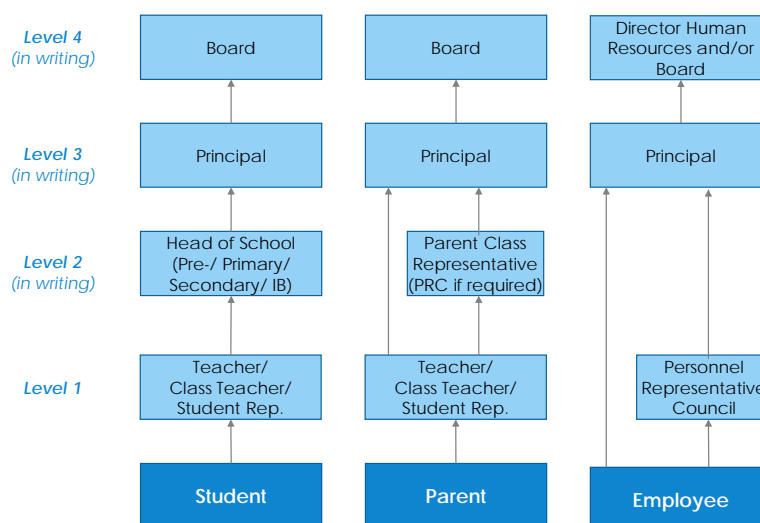 Level 4
(in writing)
Board
Board
Director Human
Resources and/or
Board
Level 3
(in writing)
Principal
Principal
Principal
Level 2
(in writing)
Head of School
(Pre-/ Primary/
Secondary/ IB)
Parent Class
Representative
(PRC if required)
Level 1
Teacher/
Class Teacher/
Student Rep.
Teacher/
Class Teacher/
Student Rep.
Personnel
Representative
Council
Student
Parent
Employee